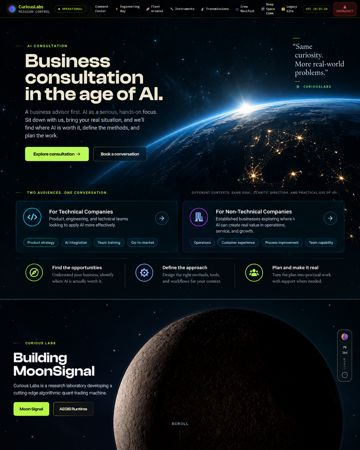 CuriousLabs
MISSION CONTROL
OPERATIONAL
Command Center
Engineering Bay
Fleet Arsenal
Instruments
Transmissions
Crew Manifest
Deep Space Comm
Legacy Site
AI CONSULTATION
Business
consultation
in the age of AI.
A business advisor first. AI as a serious, hands-on focus.
Sit down with us, bring your real situation, and we'll
find where AI is worth it, define the methods, and
plan the work.
Explore consultation →
Book a conversation
"Same
curiosity.
More real-world
problems."
CURIOUSLABS
TWO AUDIENCES. ONE CONVERSATION.
DIFFERENT CONTEXTS. SAME GOAL: CLARITY, DIRECTION, AND PRACTICAL USE OF AI.
For Technical Companies
Product, engineering, and technical teams
looking to apply AI more effectively.
Product strategy
AI integration
Team training
Go-to-market
For Non-Technical Companies
Established businesses exploring where
AI can create real value in operations,
service, and growth.
Operations
Customer experience
Process improvement
Team capability
Find the opportunities
Understand your business, identify
where AI is actually worth it.
Define the approach
Design the right methods, tools,
and workflows for your context.
Plan and make it real
Turn the plan into practical work
with support when needed.
CURIOUS LABS
Building
MoonSignal
Curious Labs is a research laboratory developing a
cutting edge algorithmic quant trading machine.
Moon Signal
AEGIS Runtime
SCROLL